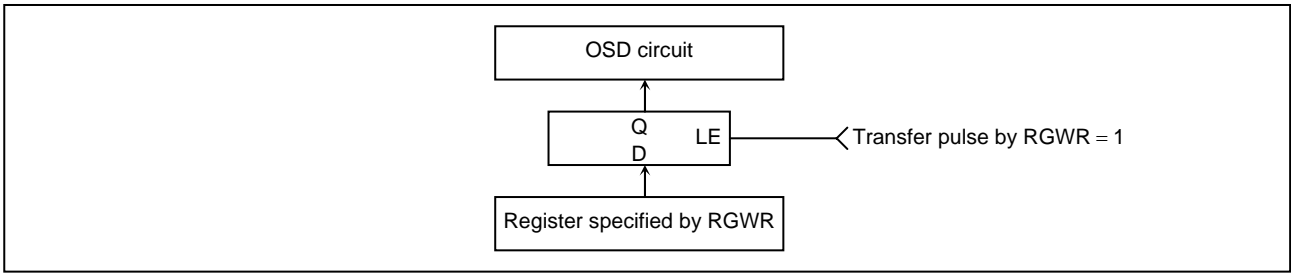 OSD circuit
Q
LE
D
Transfer pulse by RGWR = 1
Register specified by RGWR